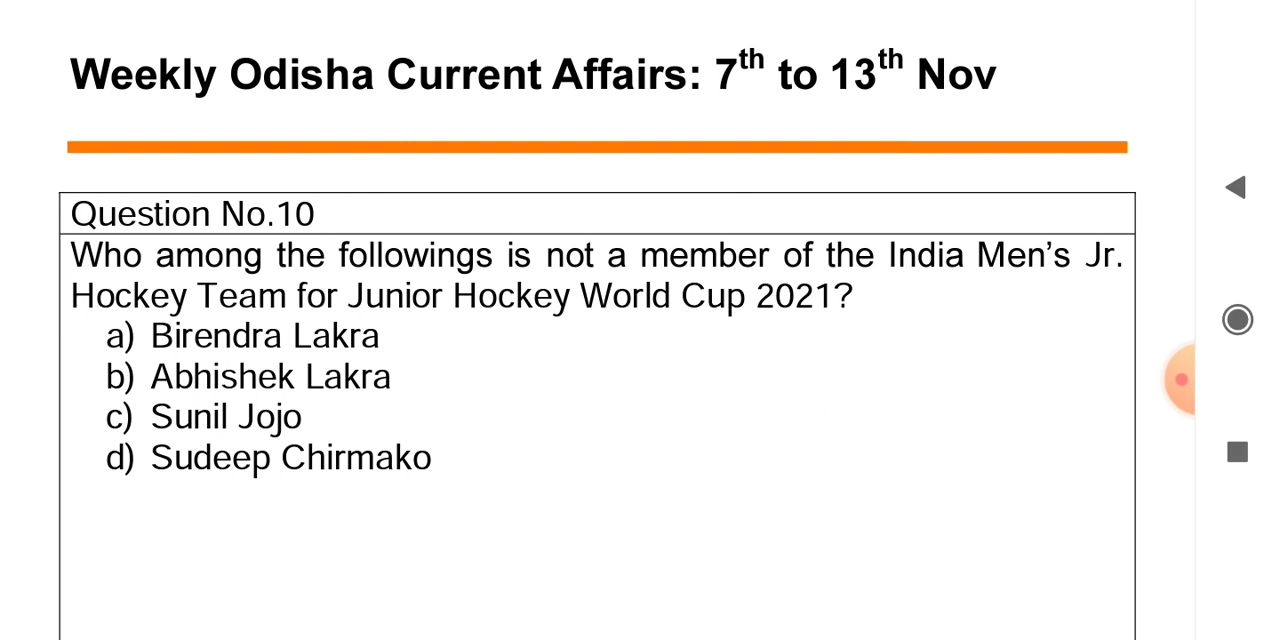 Weekly Odisha Current Affairs: 7th to 13th Nov
Question No.10
Who among the followings is not a member of the India Men’s Jr.
Hockey Team for Junior Hockey World Cup 2021?
a) Birendra Lakra
b) Abhishek Lakra
c) Sunil Jojo
d) Sudeep Chirmako